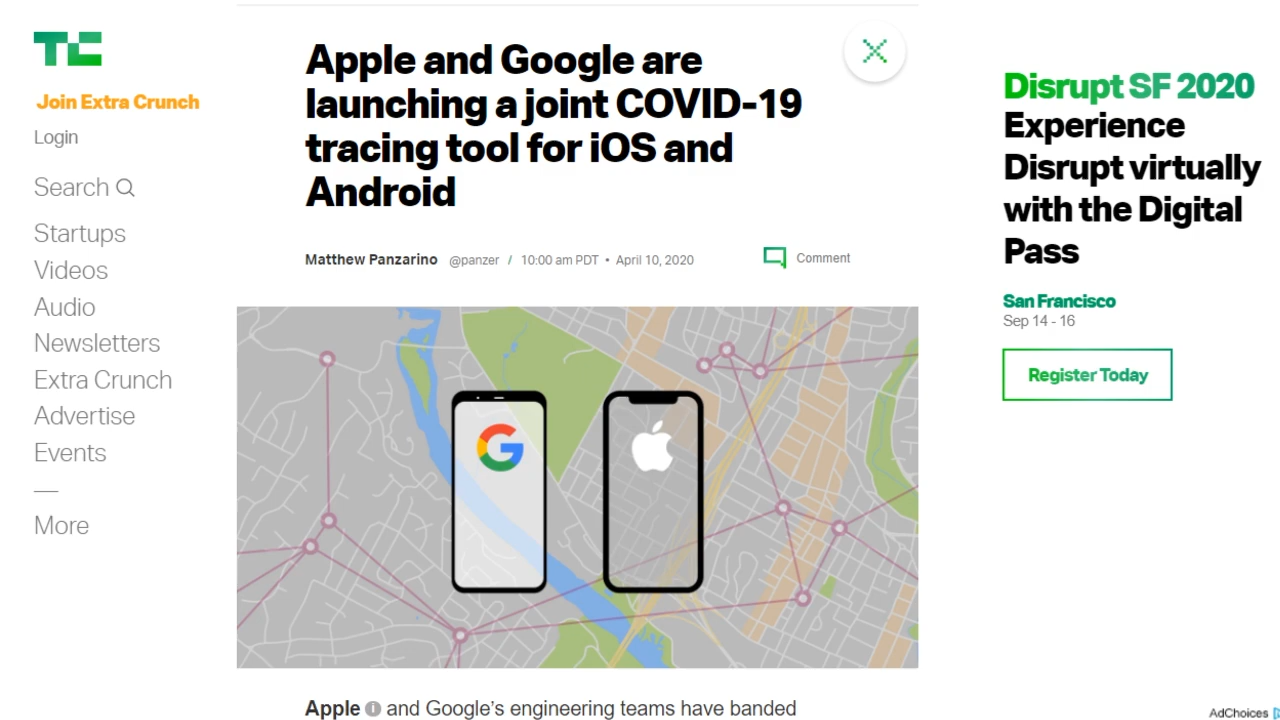 TC
Join Extra Crunch
Login
Search
Startups
Videos
Audio
Newsletters
Extra Crunch
Advertise
Events
—
More
Apple and Google are
launching a joint COVID-19
tracing tool for iOS and
Android
Matthew Panzarino @panzer / 10:00 am PDT • April 10, 2020
Comment
G
Apple and Google’s engineering teams have banded
Disrupt SF 2020
Experience
Disrupt virtually
with the Digital
Pass
San Francisco
Sep 14 - 16
Register Today
AdChoices